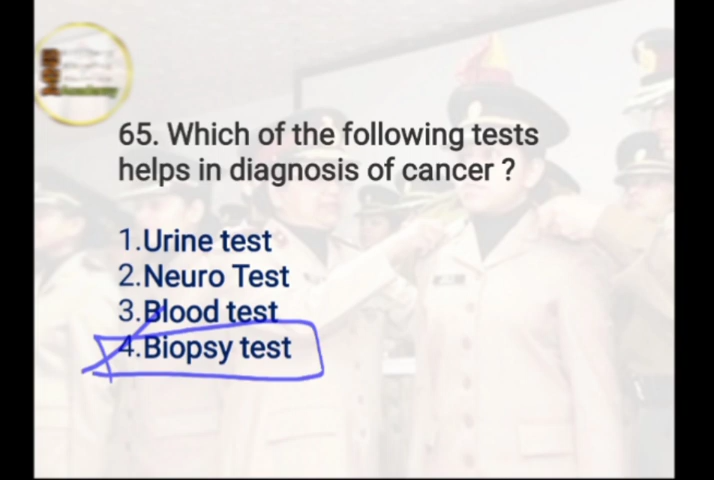 65. Which of the following tests
helps in diagnosis of cancer ?
1.Urine test
2.Neuro Test
3.Blood test
4.Biopsy test